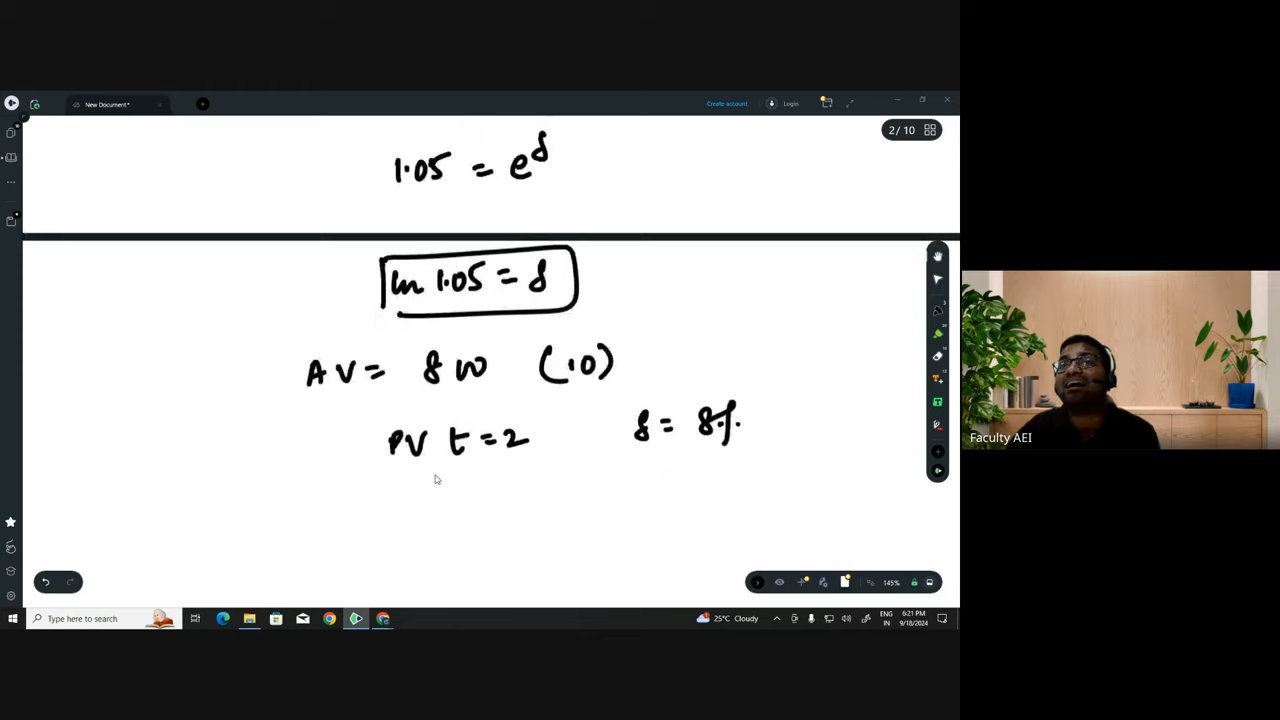 New Document*
Create account
Login
2/10
1.05 = e^δ
ln 1.05 = δ
AV = 800 (10)
PV t = 2 δ = 8%
Faculty AEI
145%
Type here to search
25°C Cloudy
ENG
IN
6:21 PM
9/18/2024